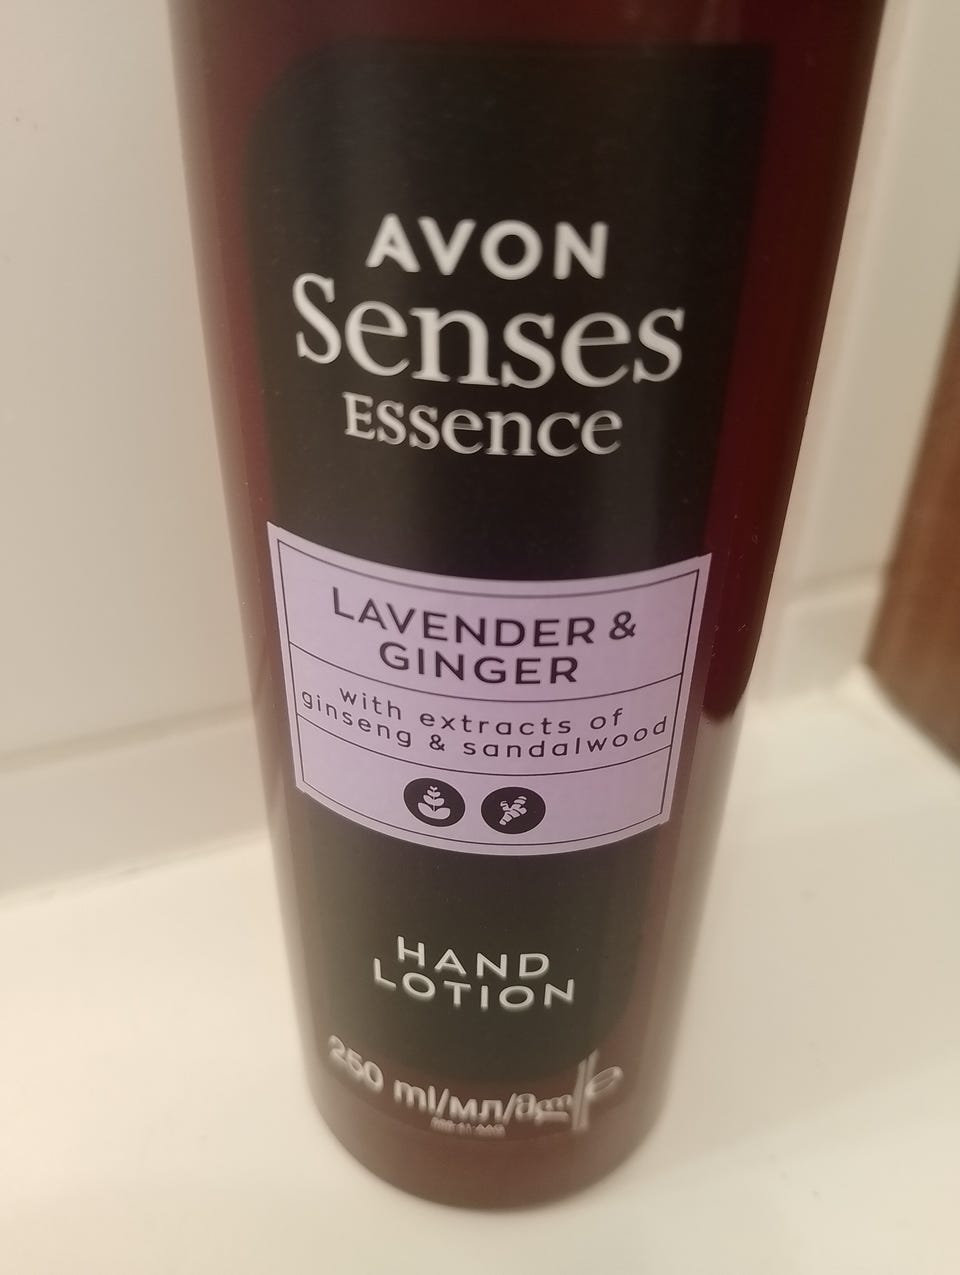 AVON
Senses
Essence
LAVENDER &
GINGER
with extracts of
ginseng & sandalwood
HAND
LOTION
250 ml/мл/